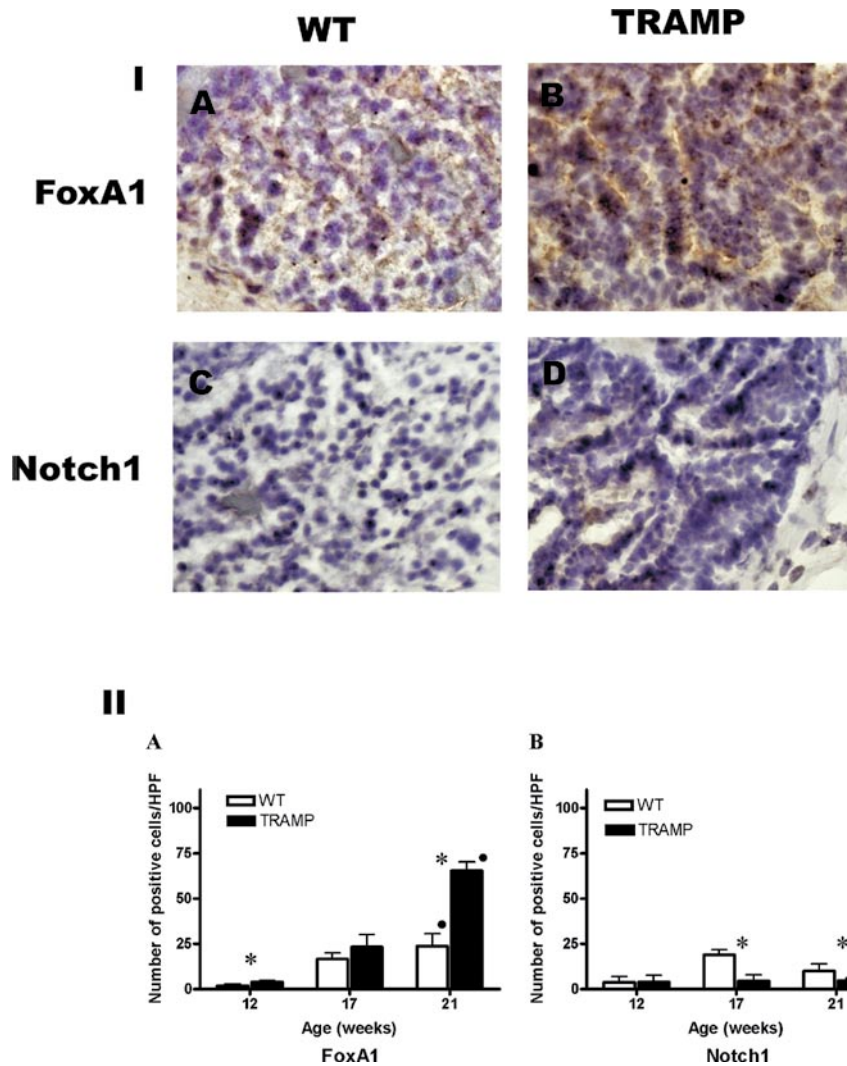 WT TRAMP
I
A B
FoxA1
C D
Notch1
II
A B
Number of positive cells/HPF
100
75
50
25
0
WT
TRAMP
*
*
12 17 21
Age (weeks)
FoxA1
Number of positive cells/HPF
100
75
50
25
0
WT
TRAMP
*
*
12 17 21
Age (weeks)
Notch1